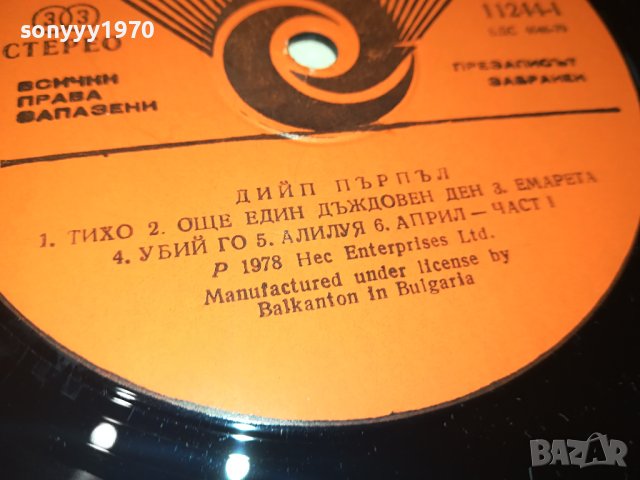 sonyyy1970
33
СТЕРЕО
ВСИЧКИ
ПРАВА
ЗАПАЗЕНИ
11244-1
БДС
ПРЕЗАПИСЪТ
ЗАБРАНЕН
ДИЙП ПЪРПЪЛ
1. ТИХО 2. ОЩЕ ЕДИН ДЪЖДОВЕН ДЕН 3. ЕМАРЕТА
4. УБИЙ ГО 5. АЛИЛУЯ 6. АПРИЛ — ЧАСТ I
P 1978 Hec Enterprises Ltd.
Manufactured under license by
Balkanton in Bulgaria
BAZAR